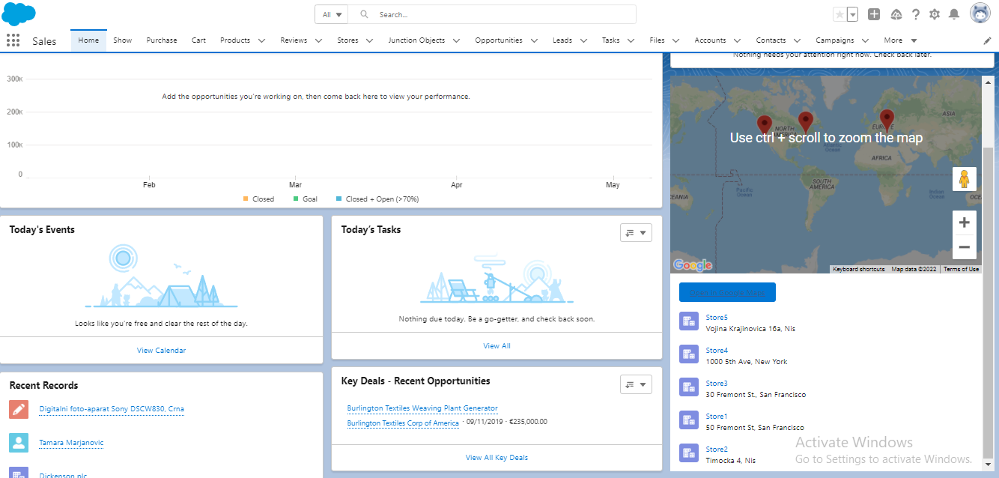 All
Search...
Sales
Home
Show
Purchase
Cart
Products
Reviews
Stores
Junction Objects
Opportunities
Leads
Tasks
Files
Accounts
Contacts
Campaigns
More
300K
Add the opportunities you're working on, then come back here to view your performance.
200K
100K
0
Feb
Mar
Apr
May
Closed
Goal
Closed + Open (>70%)
Today's Events
Looks like you're free and clear the rest of the day.
View Calendar
Today's Tasks
Nothing due today. Be a go-getter, and check back soon.
View All
Recent Records
Digitalni foto-aparat Sony DSCW830, Crna
Tamara Marjanovic
Dickenson plc
Key Deals - Recent Opportunities
Burlington Textiles Weaving Plant Generator
Burlington Textiles Corp of America · 09/11/2019 · €235,000.00
View All Key Deals
Nothing needs your attention right now. Check back later.
ASIA
NORTH
EUROPE
Use ctrl + scroll to zoom the map
Atlantic
Ocean
AFRICA
SOUTH
AMERICA
Pacific
Ocean
Indian
Ocean
EANIA
OCE
Google
Keyboard shortcuts
Map data ©2022
Terms of Use
Store5
Vojina Krajinovica 16a, Nis
Store4
1000 5th Ave, New York
Store3
30 Fremont St., San Francisco
Store1
50 Fremont St, San Francisco
Store2
Timocka 4, Nis
Activate Windows
Go to Settings to activate Windows.